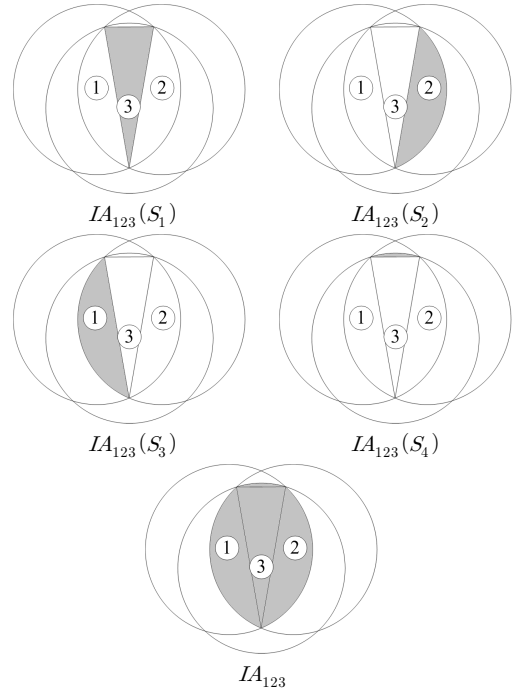 1 2 1 2
3 3
IA₁₂₃(S₁) IA₁₂₃(S₂)
1 2 1 2
3 3
IA₁₂₃(S₃) IA₁₂₃(S₄)
1 2
3
IA₁₂₃